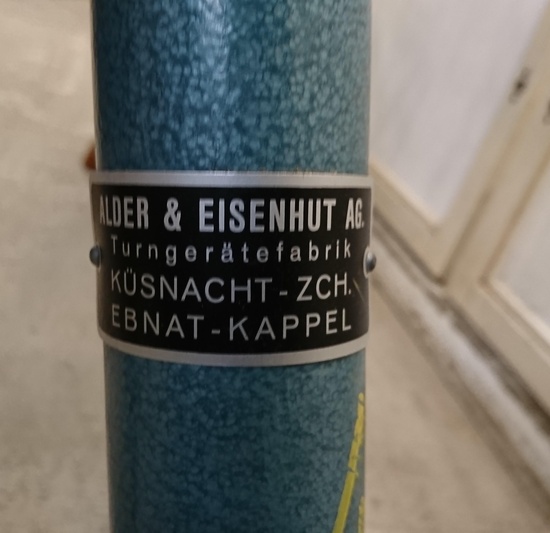 ALDER & EISENHUT AG.
Turngerätefabrik
KÜSNACHT - ZCH.
EBNAT - KAPPEL